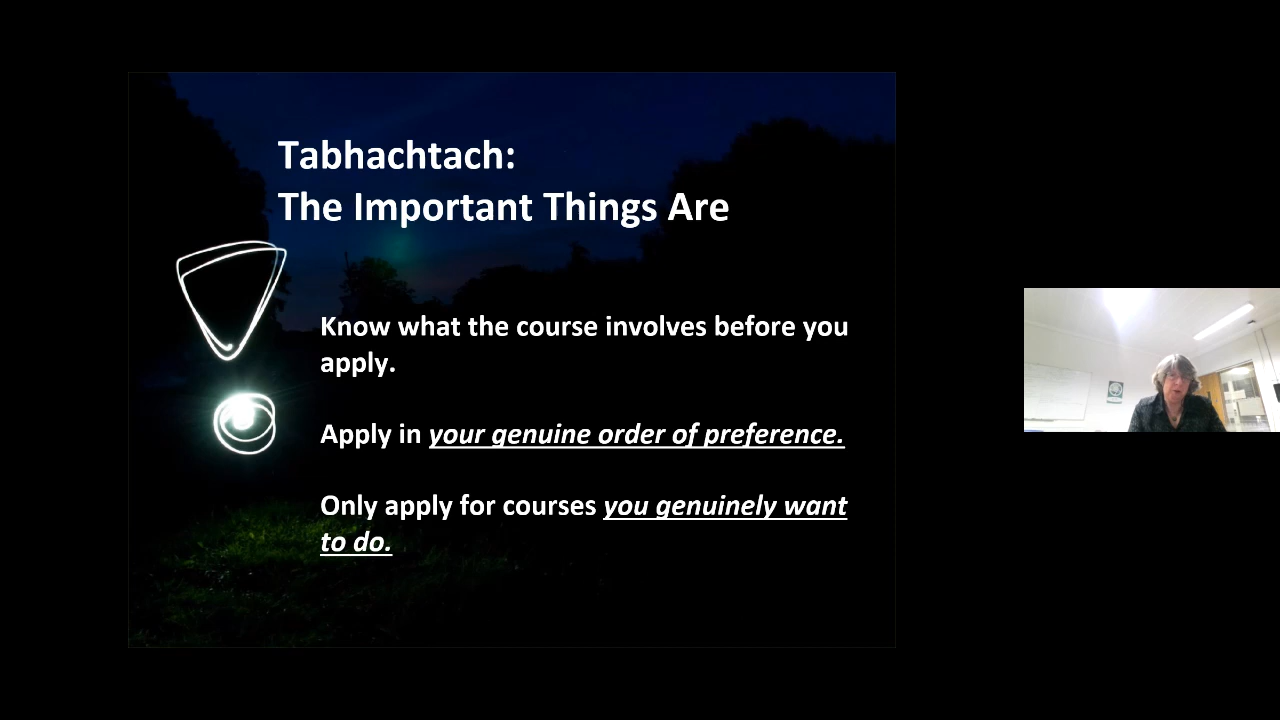 Tabhachtach:
The Important Things Are
Know what the course involves before you
apply.
Apply in your genuine order of preference.
Only apply for courses you genuinely want
to do.